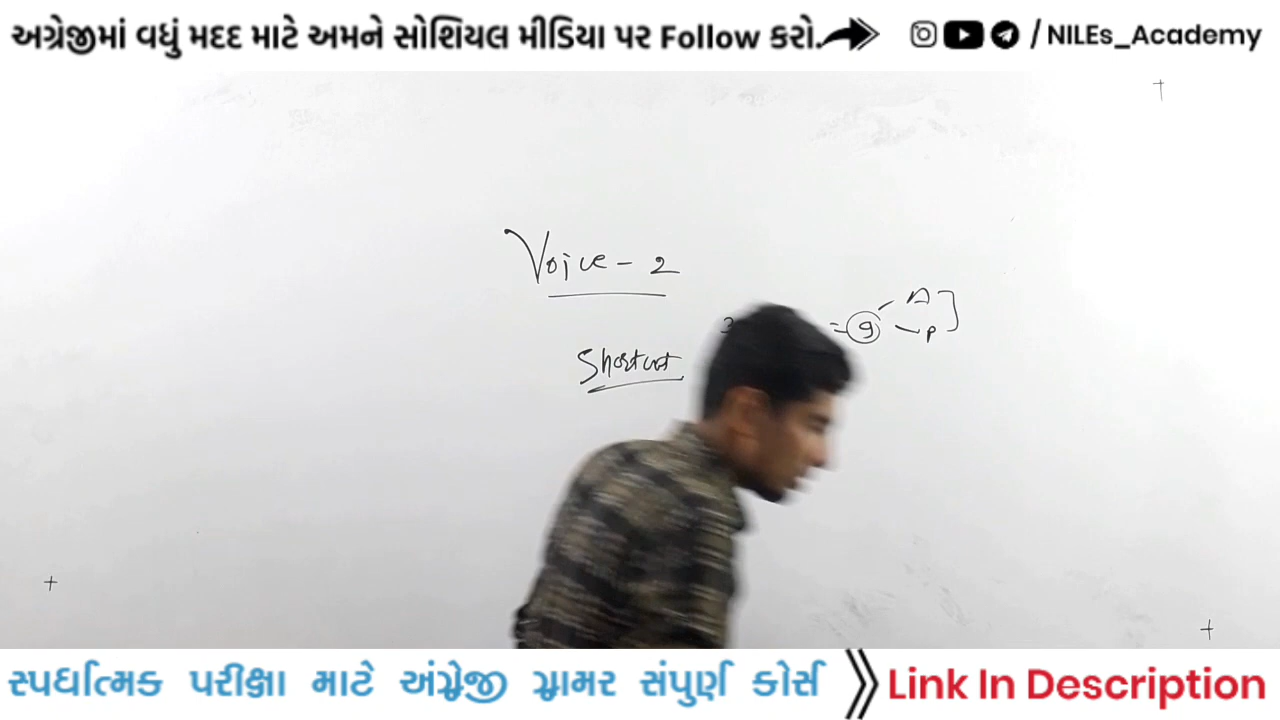 અગ્રેજીમાં વધું મદદ માટે અમને સોશિયલ મીડિયા પર Follow કરો. / NILEs_Academy
Voice - 2
= 9 A
P
Shortcut
સ્પર્ધાત્મક પરીક્ષા માટે અંગ્રેજી ગ્રામર સંપુર્ણ કોર્સ Link In Description